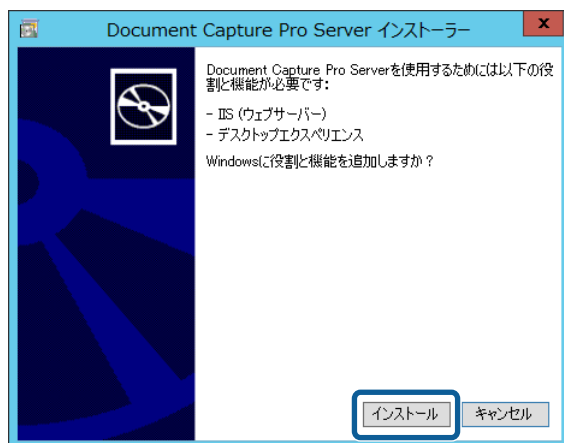 Document Capture Pro Server インストーラー
x
Document Capture Pro Serverを使用するためには以下の役
割と機能が必要です:
- IIS (ウェブサーバー)
- デスクトップエクスペリエンス
Windowsに役割と機能を追加しますか？
インストール キャンセル